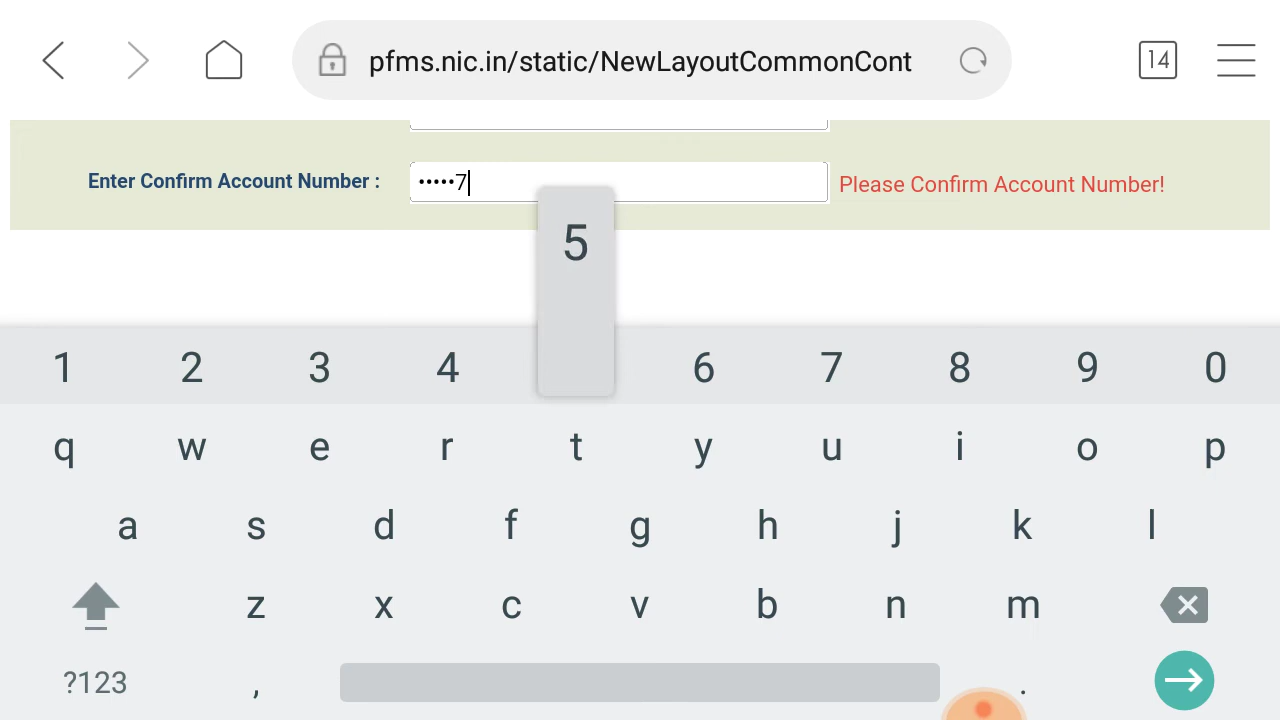 pfms.nic.in/static/NewLayoutCommonCont
14
Enter Confirm Account Number :
•••••7
Please Confirm Account Number!
5
1 2 3 4 6 7 8 9 0
q w e r t y u i o p
a s d f g h j k l
z x c v b n m
?123 , .